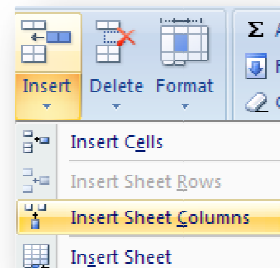 Insert Delete Format
Insert Cells
Insert Sheet Rows
Insert Sheet Columns
Insert Sheet